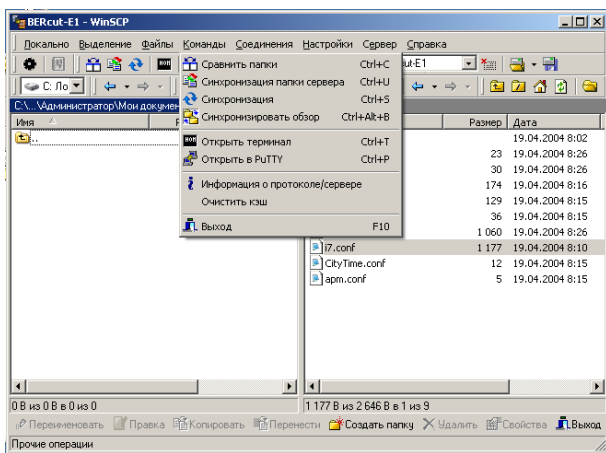 BERcut-E1 - WinSCP
Локально Выделение Файлы Команды Соединения Настройки Сервер Справка
C: Ло
C:\...\Администратор\Мои докумен
Имя
Размер Дата
Сравнить папки Ctrl+C
Синхронизация папки сервера Ctrl+U
Синхронизация Ctrl+S
Синхронизировать обзор Ctrl+Alt+B
Открыть терминал Ctrl+T
Открыть в PuTTY Ctrl+P
Информация о протоколе/сервере
Очистить кэш
Выход F10
..
19.04.2004 8:02
23 19.04.2004 8:26
30 19.04.2004 8:26
174 19.04.2004 8:16
129 19.04.2004 8:15
36 19.04.2004 8:15
1 060 19.04.2004 8:26
i7.conf 1 177 19.04.2004 8:10
CityTime.conf 12 19.04.2004 8:15
apm.conf 5 19.04.2004 8:15
0 B из 0 B в 0 из 0
1 177 B из 2 646 B в 1 из 9
Переименовать Правка Копировать Перенести Создать папку Удалить Свойства Выход
Прочие операции